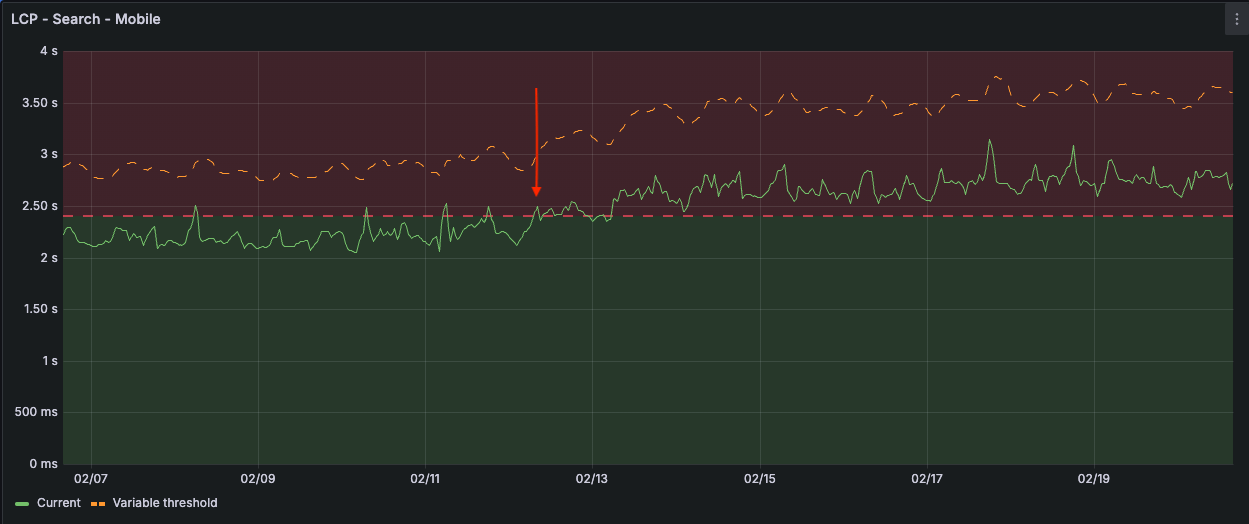 LCP - Search - Mobile
4 s
3.50 s
3 s
2.50 s
2 s
1.50 s
1 s
500 ms
0 ms
02/07 02/09 02/11 02/13 02/15 02/17 02/19
Current Variable threshold